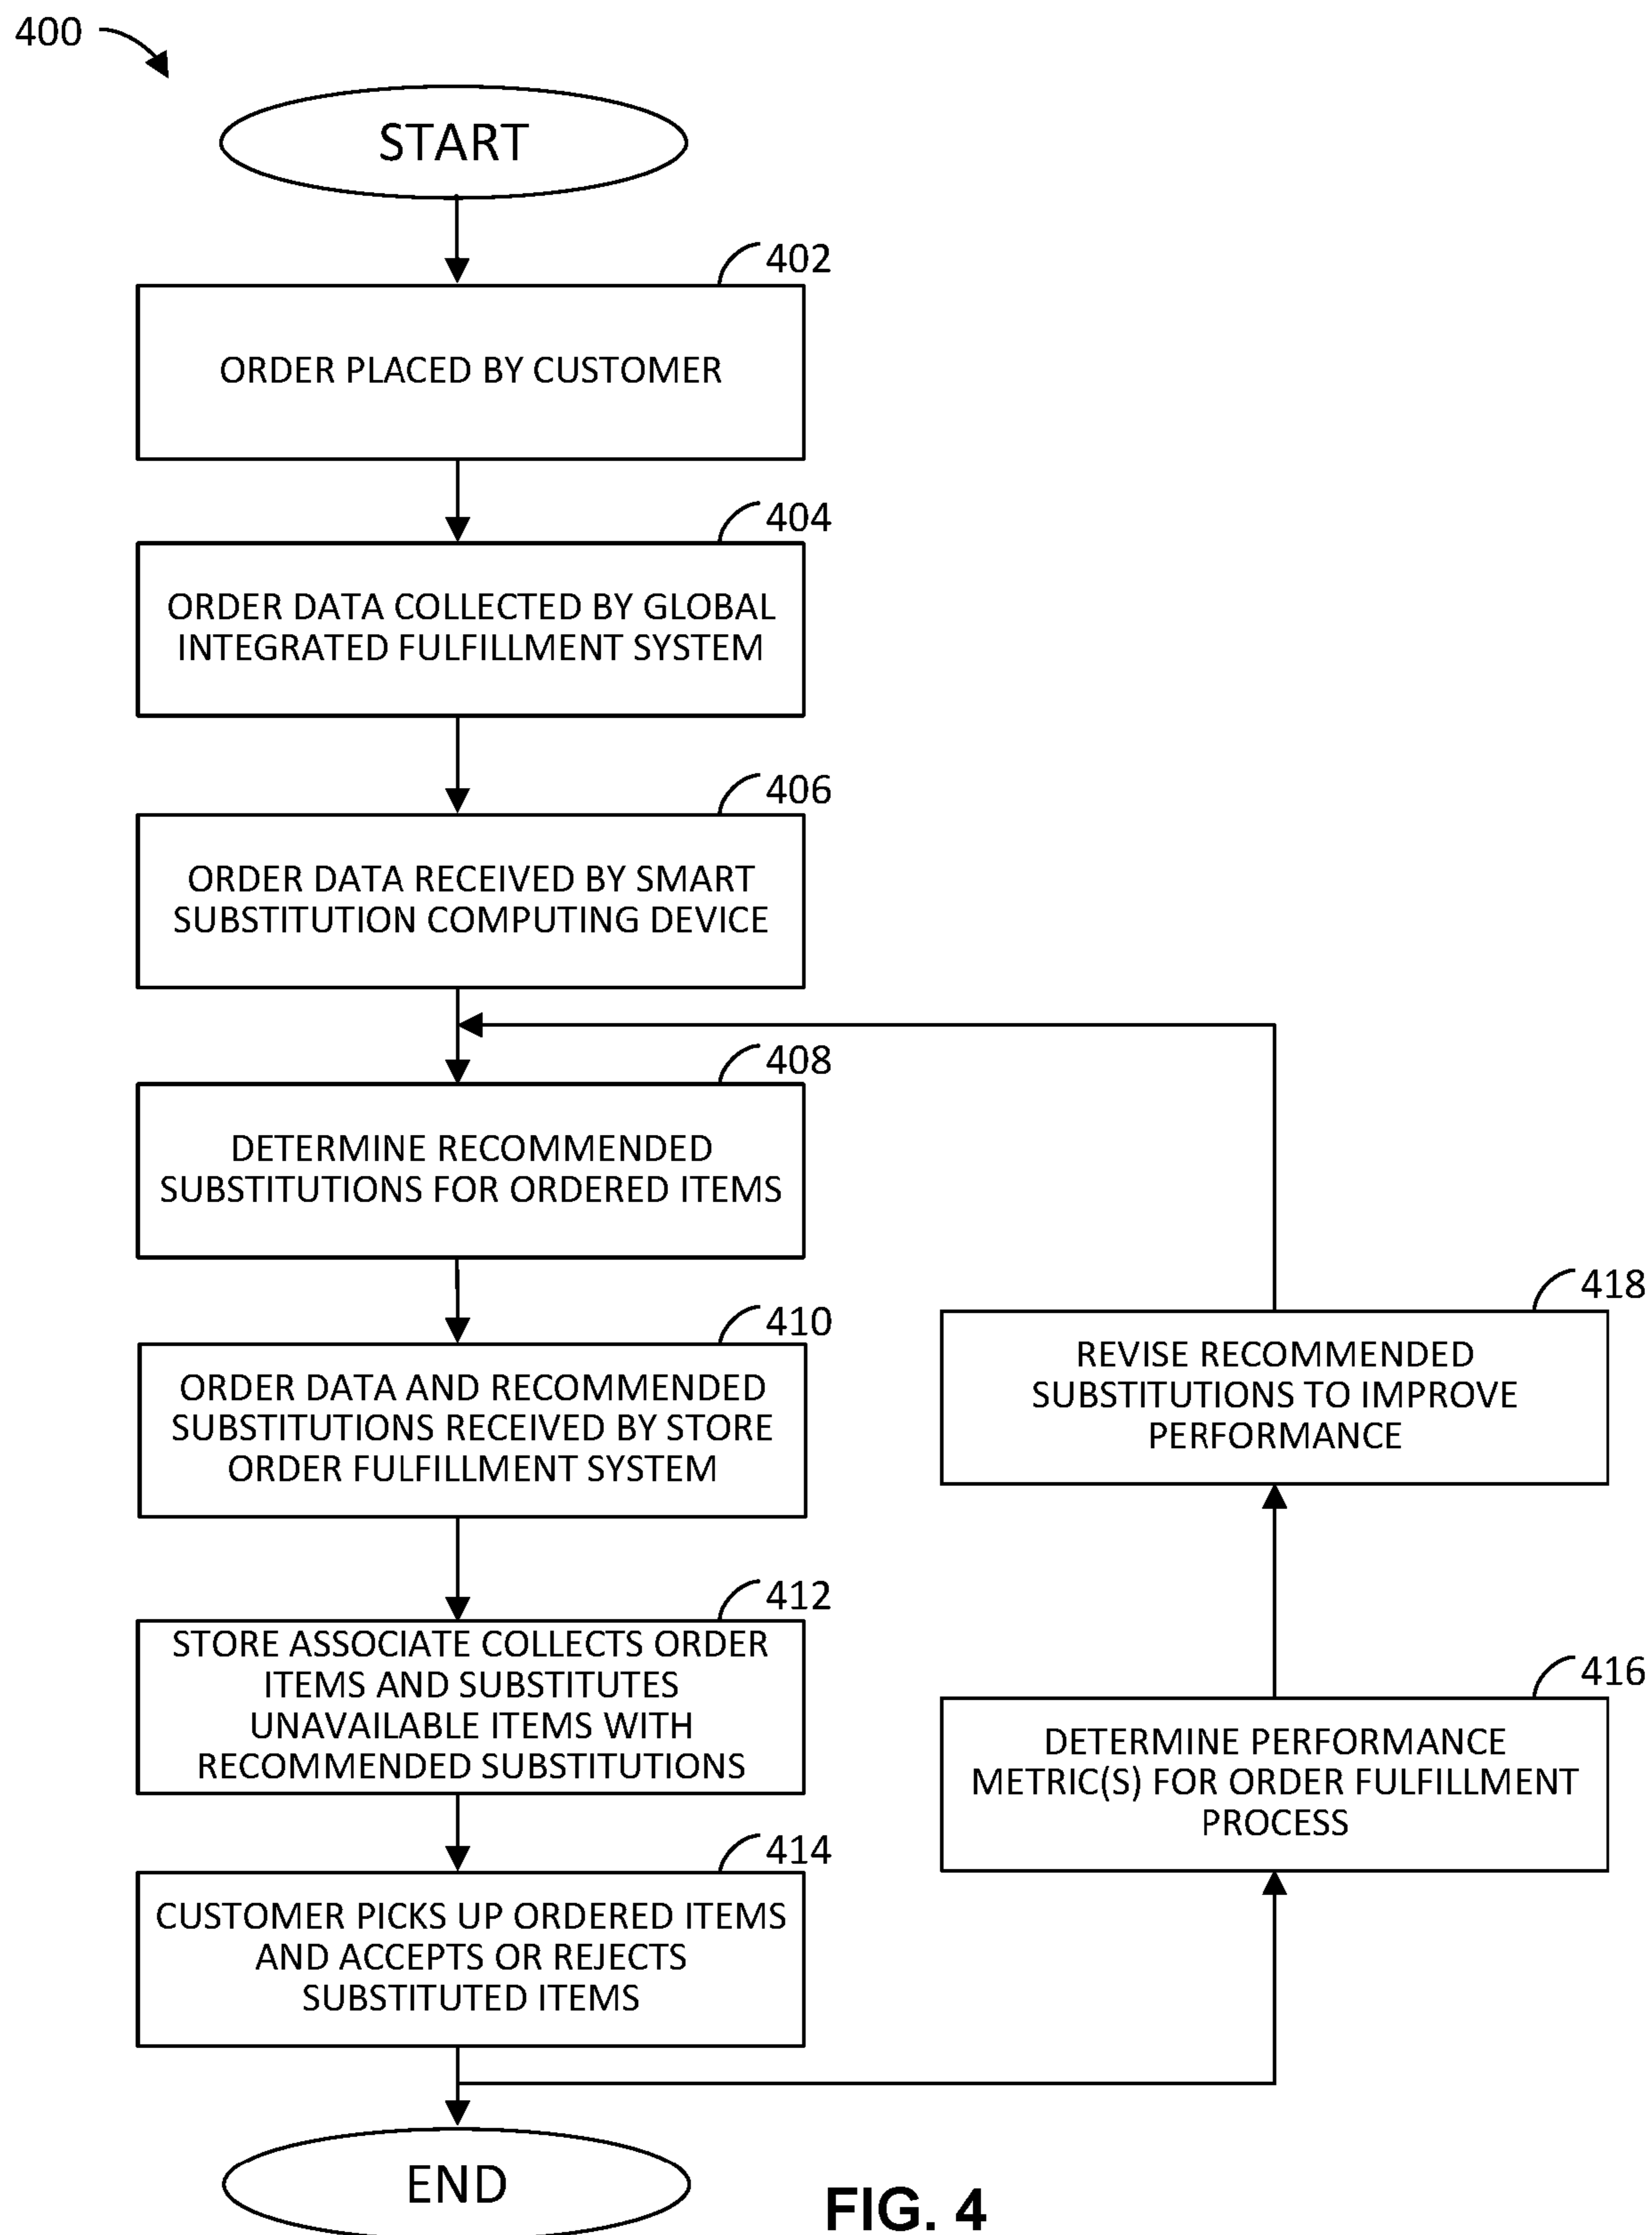 400
START
402
ORDER PLACED BY CUSTOMER
404
ORDER DATA COLLECTED BY GLOBAL
INTEGRATED FULFILLMENT SYSTEM
406
ORDER DATA RECEIVED BY SMART
SUBSTITUTION COMPUTING DEVICE
408
DETERMINE RECOMMENDED
SUBSTITUTIONS FOR ORDERED ITEMS
410
ORDER DATA AND RECOMMENDED
SUBSTITUTIONS RECEIVED BY STORE
ORDER FULFILLMENT SYSTEM
412
STORE ASSOCIATE COLLECTS ORDER
ITEMS AND SUBSTITUTES
UNAVAILABLE ITEMS WITH
RECOMMENDED SUBSTITUTIONS
414
CUSTOMER PICKS UP ORDERED ITEMS
AND ACCEPTS OR REJECTS
SUBSTITUTED ITEMS
416
DETERMINE PERFORMANCE
METRIC(S) FOR ORDER FULFILLMENT
PROCESS
418
REVISE RECOMMENDED
SUBSTITUTIONS TO IMPROVE
PERFORMANCE
END
FIG. 4